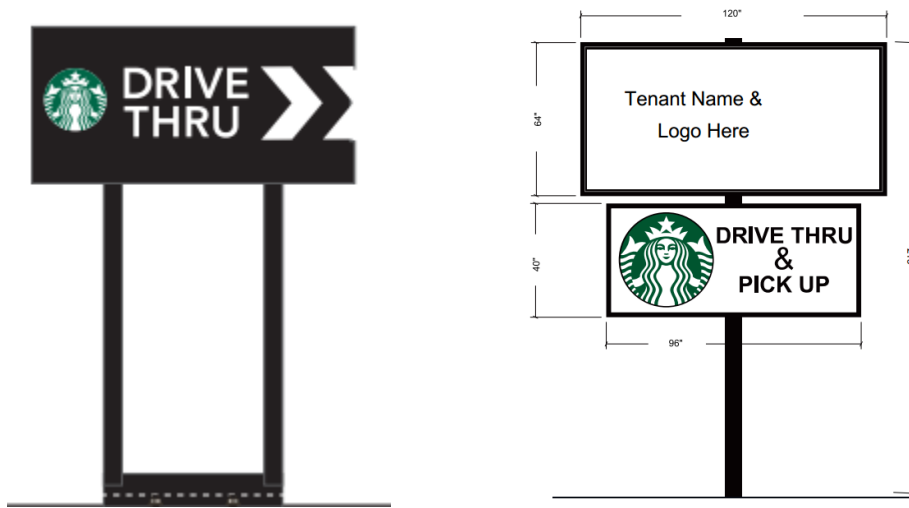 DRIVE
THRU
120"
64"
Tenant Name &
Logo Here
40"
DRIVE THRU
&
PICK UP
96"